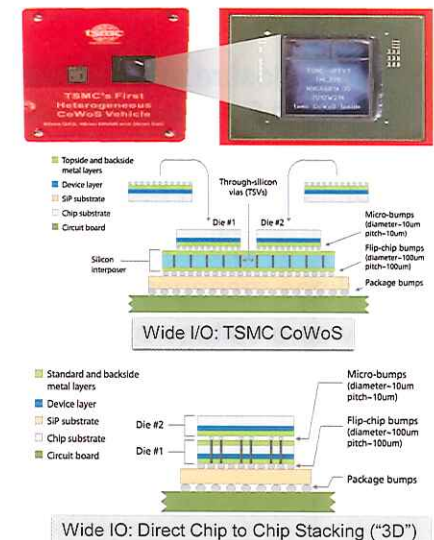 tsmc
TSMC's First
Heterogeneous
CoWoS Vehicle
Topside and backside
metal layers
Device layer
SiP substrate
Chip substrate
Circuit board
Through-silicon
vias (TSVs)
Die #1
Die #2
Micro-bumps
(diameter~10um
pitch~10um)
Silicon
interposer
Flip-chip bumps
(diameter~100um
pitch~100um)
Package bumps
Wide I/O: TSMC CoWoS
Standard and backside
metal layers
Device layer
SiP substrate
Chip substrate
Circuit board
Die #2
Die #1
Micro-bumps
(diameter~10um
pitch~10um)
Flip-chip bumps
(diameter~100um
pitch~100um)
Package bumps
Wide IO: Direct Chip to Chip Stacking ("3D")